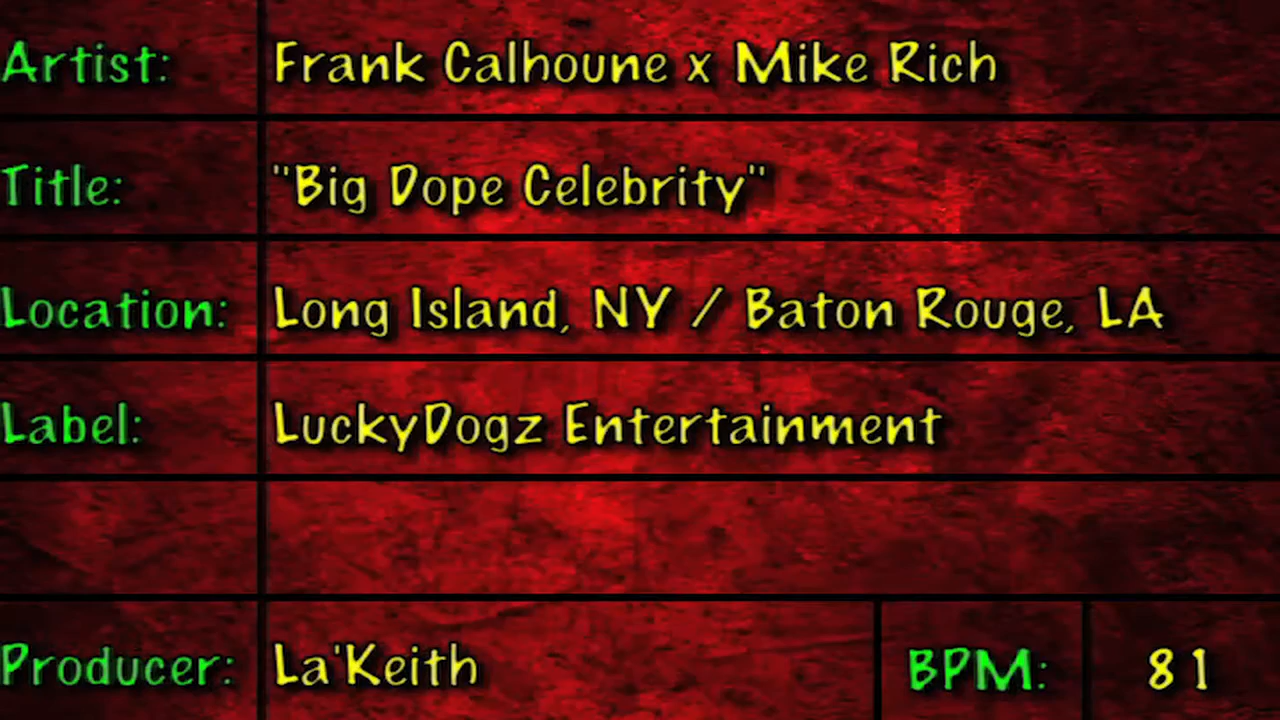 Artist: Frank Calhoune x Mike Rich
Title: "Big Dope Celebrity"
Location: Long Island, NY / Baton Rouge, LA
Label: LuckyDogz Entertainment
Producer: La'Keith BPM: 81